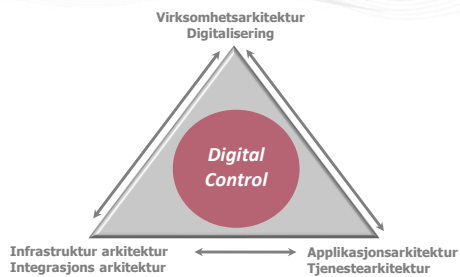 Virksomhetsarkitektur
Digitalisering
Digital
Control
Infrastruktur arkitektur
Integrasjons arkitektur
Applikasjonsarkitektur
Tjenestearkitektur